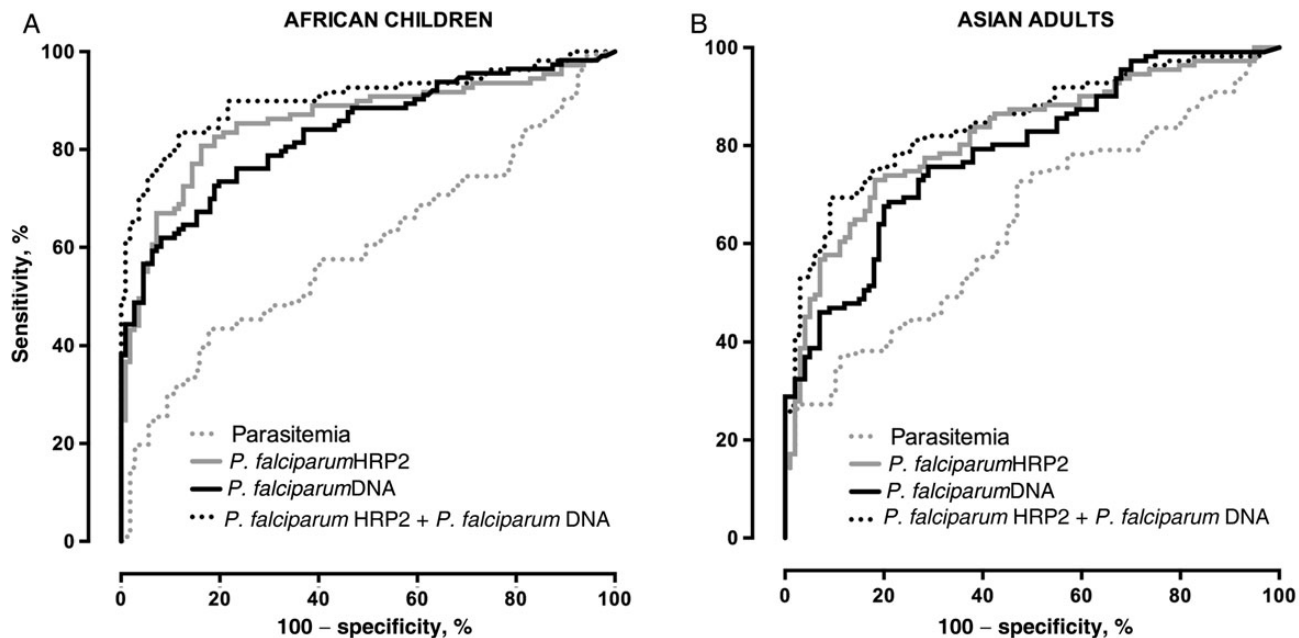 A
AFRICAN CHILDREN
Sensitivity, %
100
80
60
40
20
0
Parasitemia
P. falciparumHRP2
P. falciparumDNA
P. falciparum HRP2 + P. falciparum DNA
0 20 40 60 80 100
100 – specificity, %
B
ASIAN ADULTS
100
80
60
40
20
0
Parasitemia
P. falciparumHRP2
P. falciparumDNA
P. falciparum HRP2 + P. falciparum DNA
0 20 40 60 80 100
100 – specificity, %